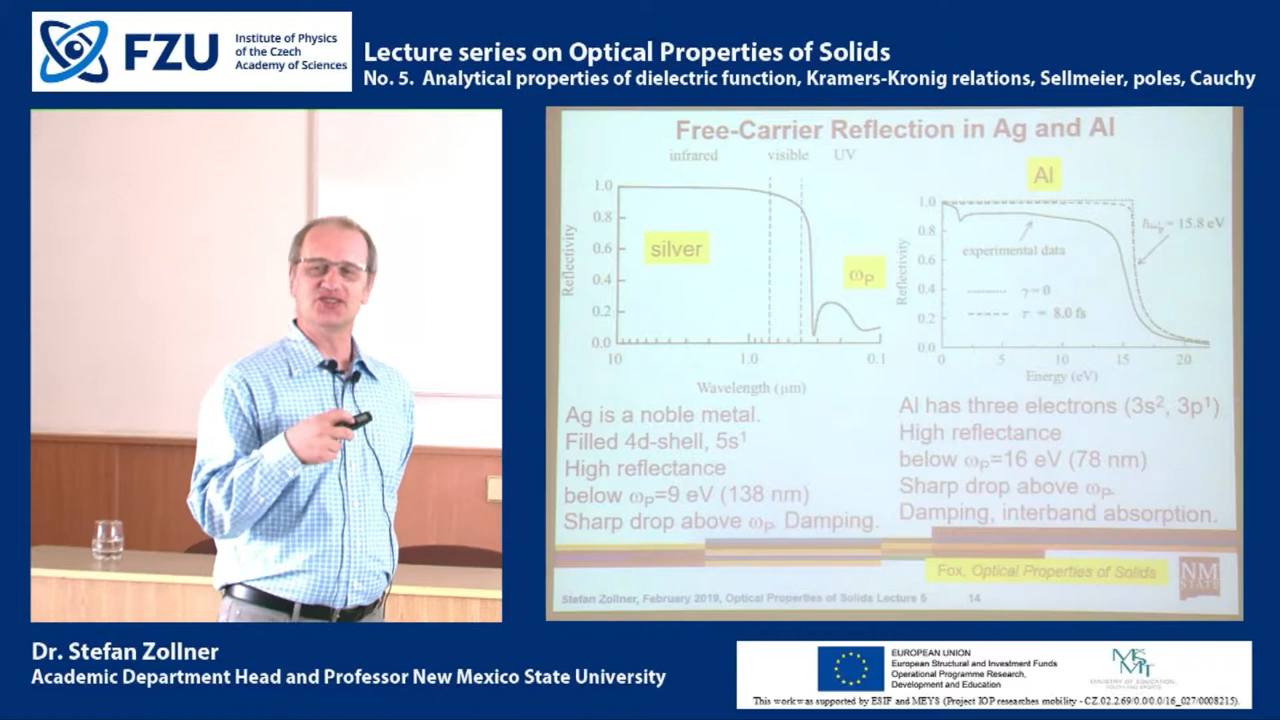 FZU
Institute of Physics
of the Czech
Academy of Sciences
Lecture series on Optical Properties of Solids
No. 5. Analytical properties of dielectric function, Kramers-Kronig relations, Sellmeier, poles, Cauchy
Free-Carrier Reflection in Ag and Al
infrared visible UV
silver
ωP
Reflectivity
1.0
0.8
0.6
0.4
0.2
0.0
10 1.0 0.1
Wavelength (μm)
Al
Reflectivity
1.0
0.8
0.6
0.4
0.2
0.0
ħωp = 15.8 eV
experimental data
γ = 0
τ = 8.0 fs
0 5 10 15 20
Energy (eV)
Ag is a noble metal.
Filled 4d-shell, 5s¹
High reflectance
below ωP=9 eV (138 nm)
Sharp drop above ωP. Damping.
Al has three electrons (3s², 3p¹)
High reflectance
below ωP=16 eV (78 nm)
Sharp drop above ωP.
Damping, interband absorption.
Fox, Optical Properties of Solids
NM
Stefan Zollner, February 2019, Optical Properties of Solids Lecture 5 14
Dr. Stefan Zollner
Academic Department Head and Professor New Mexico State University
EUROPEAN UNION
European Structural and Investment Funds
Operational Programme Research,
Development and Education
MINISTRY OF EDUCATION,
YOUTH AND SPORTS
This work was supported by ESIF and MEYS (Project IOP researches mobility - CZ.02.2.69/0.0/0.0/16_027/0008215).